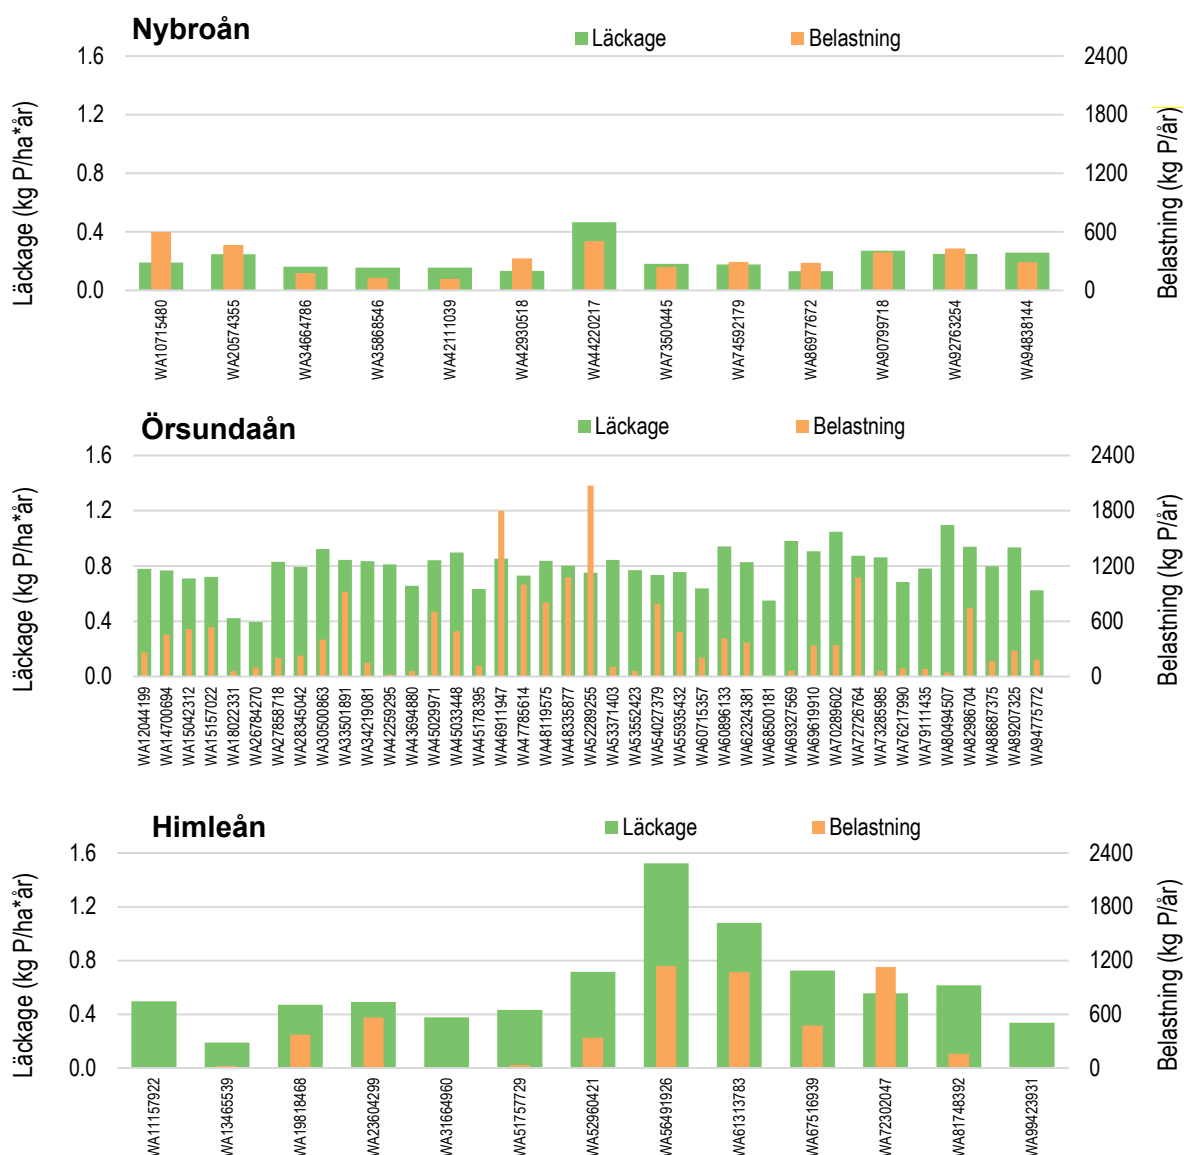 Nybroån
Läckage
Belastning
1.6
1.2
0.8
0.4
0.0
2400
1800
1200
600
0
Läckage (kg P/ha*år)
Belastning (kg P/år)
WA10715480
WA20574355
WA34664786
WA35868546
WA42111039
WA42930518
WA44220217
WA73500445
WA74592179
WA86977672
WA90799718
WA92763254
WA94838144
Örsundaån
Läckage
Belastning
1.6
1.2
0.8
0.4
0.0
2400
1800
1200
600
0
Läckage (kg P/ha*år)
Belastning (kg P/år)
WA12044199
WA14700694
WA15042312
WA15157022
WA18022331
WA26784270
WA27858718
WA28345042
WA30500863
WA33501891
WA34219081
WA42259295
WA43694880
WA45029971
WA45033448
WA45178395
WA46911947
WA47785614
WA48119575
WA48335877
WA52289255
WA53371403
WA53552423
WA54027379
WA55935432
WA60715357
WA60896133
WA62324381
WA68500181
WA69327569
WA69619910
WA70289602
WA72726764
WA73285985
WA76217990
WA79111435
WA80494507
WA82986704
WA88687375
WA89207325
WA94775772
Himleån
Läckage
Belastning
1.6
1.2
0.8
0.4
0.0
2400
1800
1200
600
0
Läckage (kg P/ha*år)
Belastning (kg P/år)
WA11157922
WA13465539
WA19818468
WA23604299
WA31664960
WA51757729
WA52960421
WA56491926
WA61313783
WA67516939
WA72302047
WA81748392
WA99423931